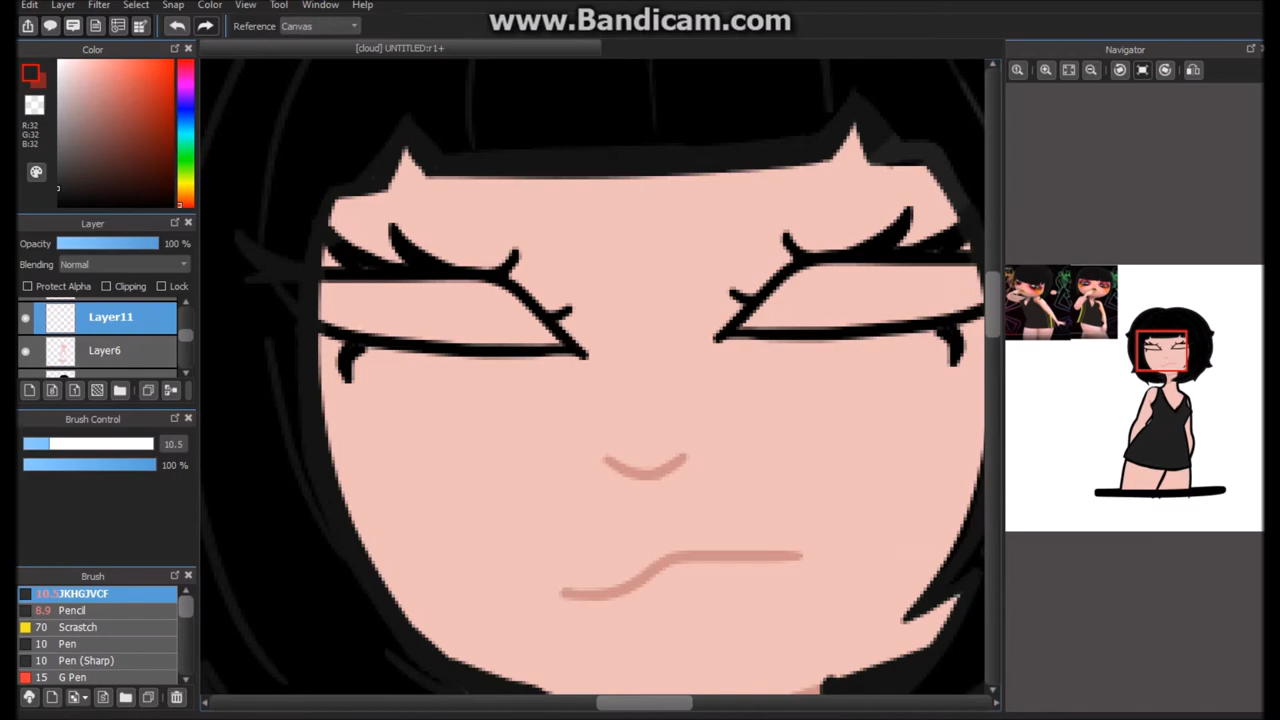 Edit Layer Filter Select Snap Color View Tool Window Help
www.Bandicam.com
Reference Canvas
Color
[cloud] UNTITLED:r1+
Navigator
R:32
G:32
B:32
Layer
Opacity 100 %
Blending Normal
Protect Alpha Clipping Lock
Layer11
Layer6
Brush Control
10.5
100 %
Brush
10.5 JKHGJVCF
8.9 Pencil
70 Scrastch
10 Pen
10 Pen (Sharp)
15 G Pen